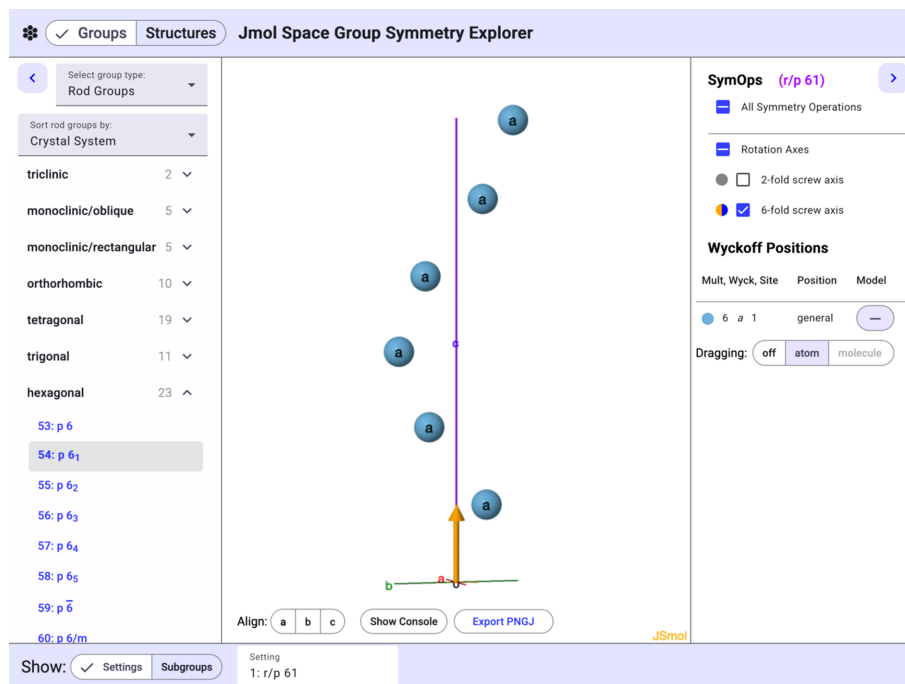 Groups Structures Jmol Space Group Symmetry Explorer
Select group type:
Rod Groups
Sort rod groups by:
Crystal System
triclinic 2
monoclinic/oblique 5
monoclinic/rectangular 5
orthorhombic 10
tetragonal 19
trigonal 11
hexagonal 23
53: p 6
54: p 6₁
55: p 6₂
56: p 6₃
57: p 6₄
58: p 6₅
59: p 6̅
60: p 6/m
a
a
a
c
a
a
a
a
b
0
Align: a b c Show Console Export PNGJ
JSmol
SymOps (r/p 61)
All Symmetry Operations
Rotation Axes
2-fold screw axis
6-fold screw axis
Wyckoff Positions
Mult, Wyck, Site Position Model
6 a 1 general —
Dragging: off atom molecule
Show: Settings Subgroups
Setting
1: r/p 61